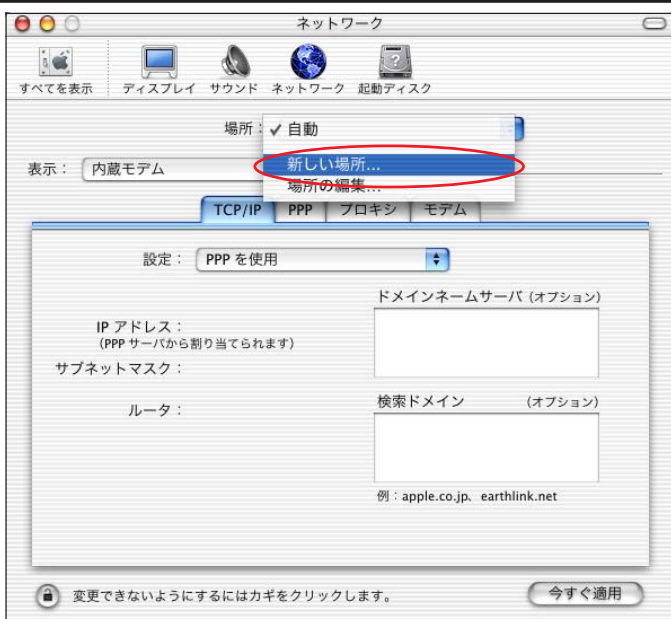 ネットワーク
すべてを表示 ディスプレイ サウンド ネットワーク 起動ディスク
場所： ✓ 自動
新しい場所...
場所の編集...
表示： 内蔵モデム
TCP/IP PPP プロキシ モデム
設定： PPP を使用
ドメインネームサーバ (オプション)
IP アドレス：
(PPP サーバから割り当てられます)
サブネットマスク：
ルータ：
検索ドメイン (オプション)
例：apple.co.jp、earthlink.net
変更できないようにするにはカギをクリックします。
今すぐ適用